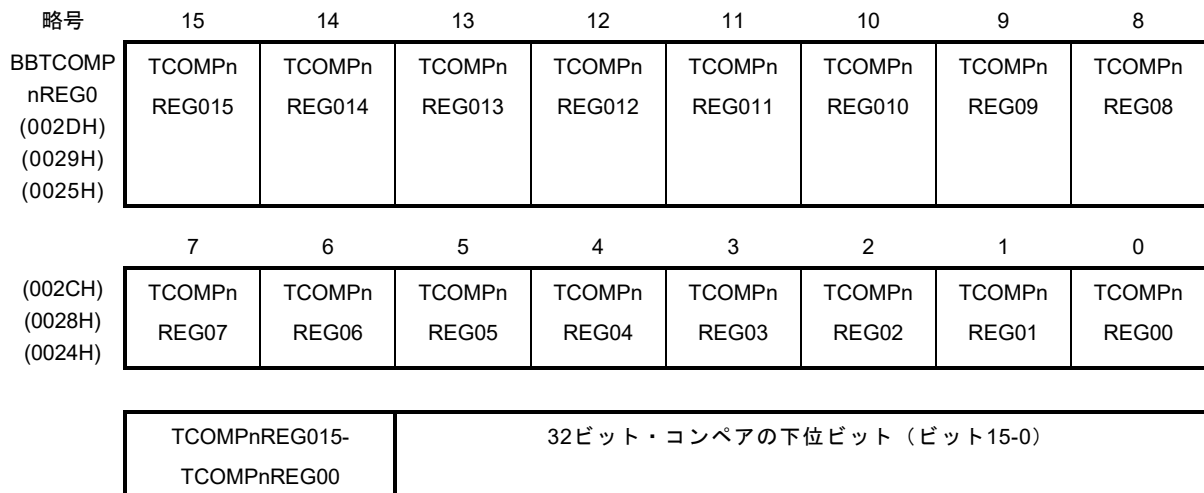 略号 15 14 13 12 11 10 9 8
BBTCOMP TCOMPn TCOMPn TCOMPn TCOMPn TCOMPn TCOMPn TCOMPn TCOMPn
nREG0 REG015 REG014 REG013 REG012 REG011 REG010 REG09 REG08
(002DH)
(0029H)
(0025H)
7 6 5 4 3 2 1 0
(002CH) TCOMPn TCOMPn TCOMPn TCOMPn TCOMPn TCOMPn TCOMPn TCOMPn
(0028H) REG07 REG06 REG05 REG04 REG03 REG02 REG01 REG00
(0024H)
TCOMPnREG015- 32ビット・コンペアの下位ビット（ビット15-0）
TCOMPnREG00